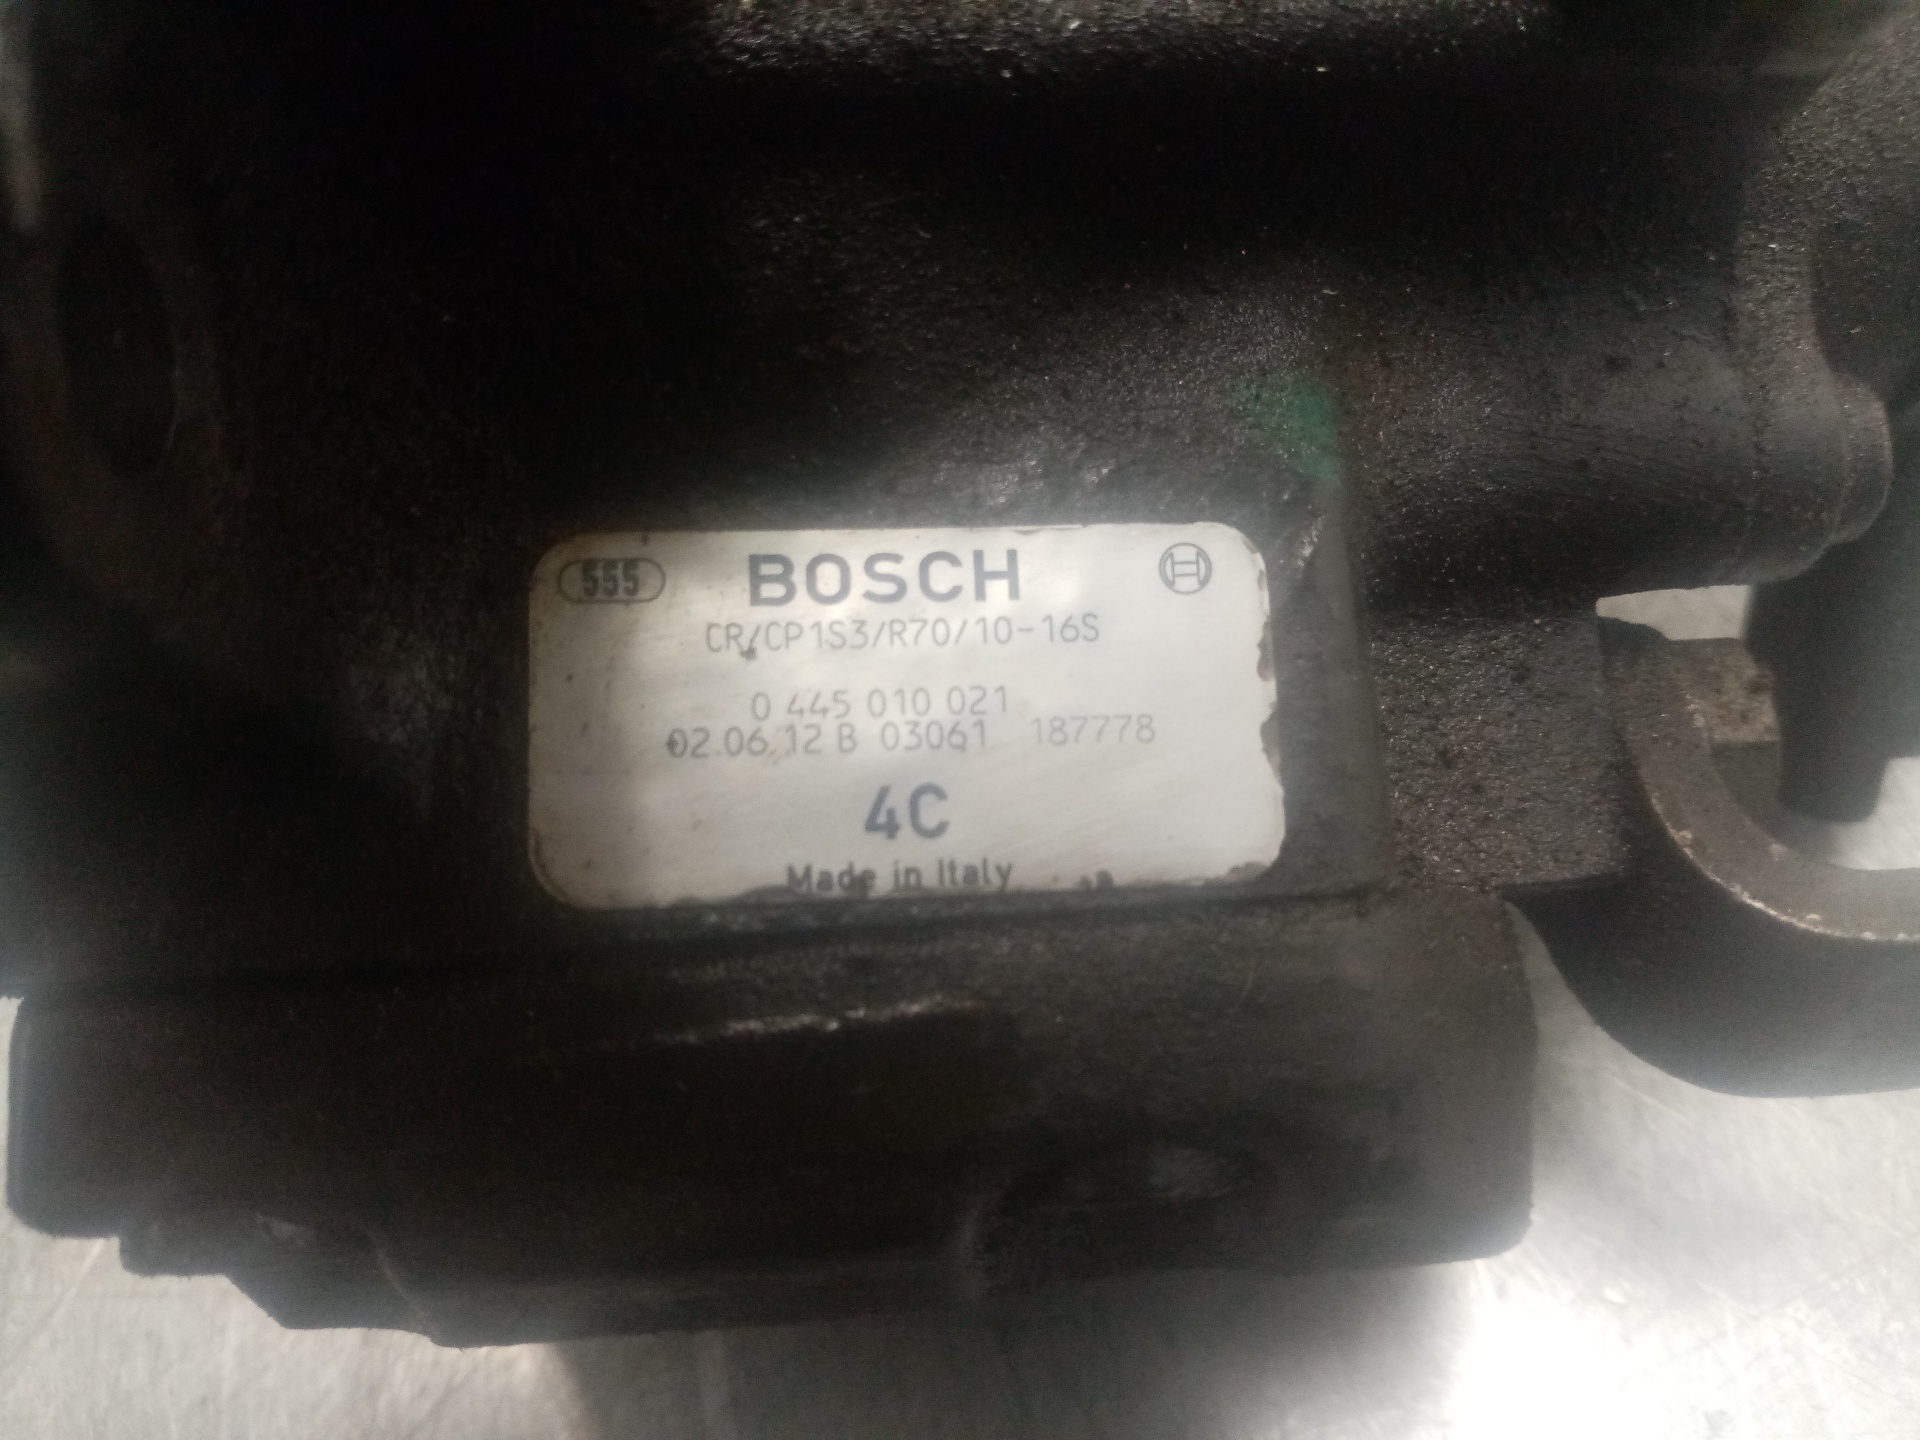 555 BOSCH
CR/CP1S3/R70/10-16S
0 445 010 021
02.06.12 B 03061 187778
4C
Made in Italy